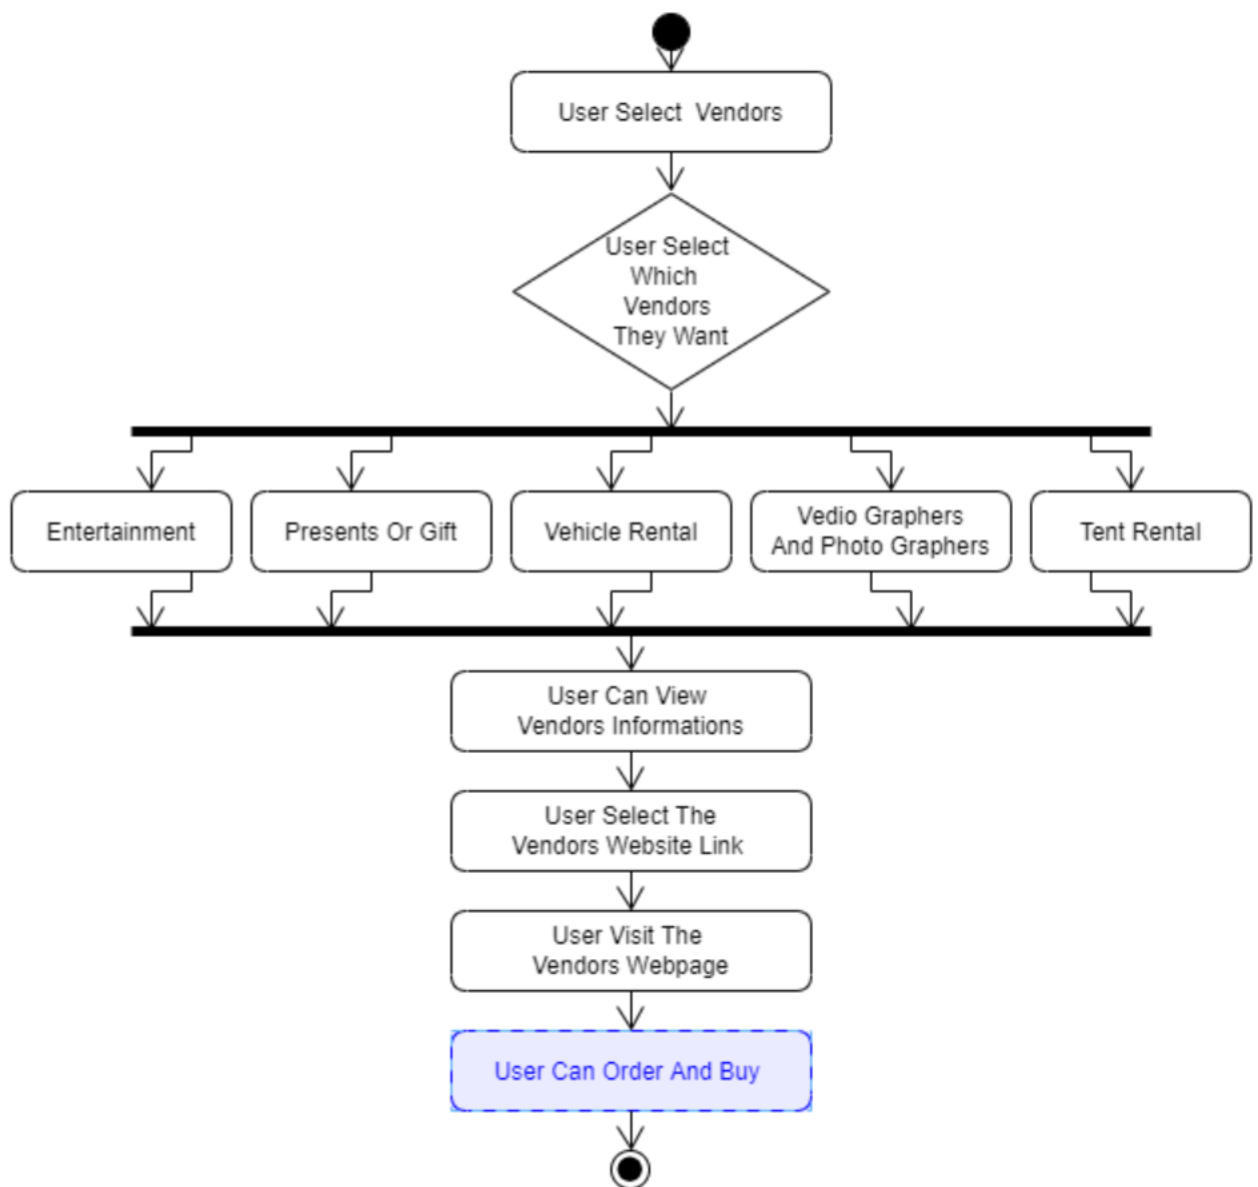 User Select  Vendors
User Select
Which
Vendors
They Want
Entertainment
Presents Or Gift
Vehicle Rental
Vedio Graphers
And Photo Graphers
Tent Rental
User Can View
Vendors Informations
User Select The
Vendors Website Link
User Visit The
Vendors Webpage
User Can Order And Buy